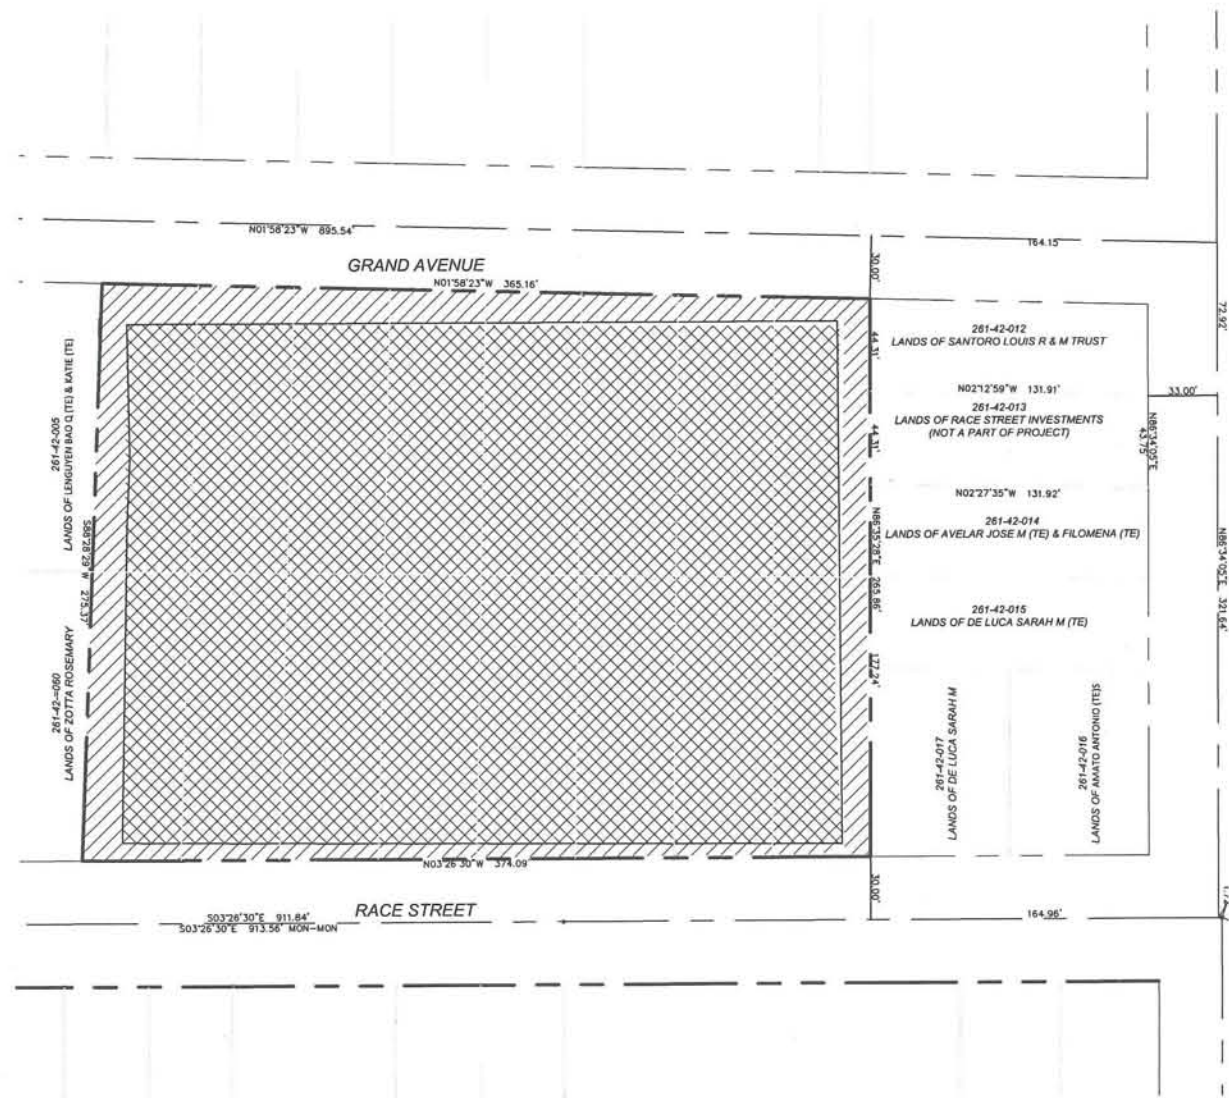 N01°58'23"W 895.54'
164.15'
GRAND AVENUE
30.00'
N01°58'23"W 365.16'
72.92'
261-42-012
LANDS OF SANTORO LOUIS R & M TRUST
44.31'
N02°12'59"W 131.91'
33.00'
261-42-013
LANDS OF RACE STREET INVESTMENTS
(NOT A PART OF PROJECT)
44.31'
N86°34'05"E
43.75
261-42-005
LANDS OF LENGUYEN BAO Q (TE) & KATIE (TE)
N02°27'35"W 131.92'
261-42-014
LANDS OF AVELAR JOSE M (TE) & FILOMENA (TE)
S88°28'29"W 275.37'
N86°35'28"E 265.86'
N86°34'05"E 321.64'
261-42-015
LANDS OF DE LUCA SARAH M (TE)
177.24'
261-42-=060
LANDS OF ZOTTA ROSEMARY
261-42-017
LANDS OF DE LUCA SARAH M
261-42-016
LANDS OF AMATO ANTONIO (TE)S
N03°26'30"W 374.09
30.00'
RACE STREET
S03°26'30"E 911.84'
S03°26'30"E 913.56' MON-MON
164.96'